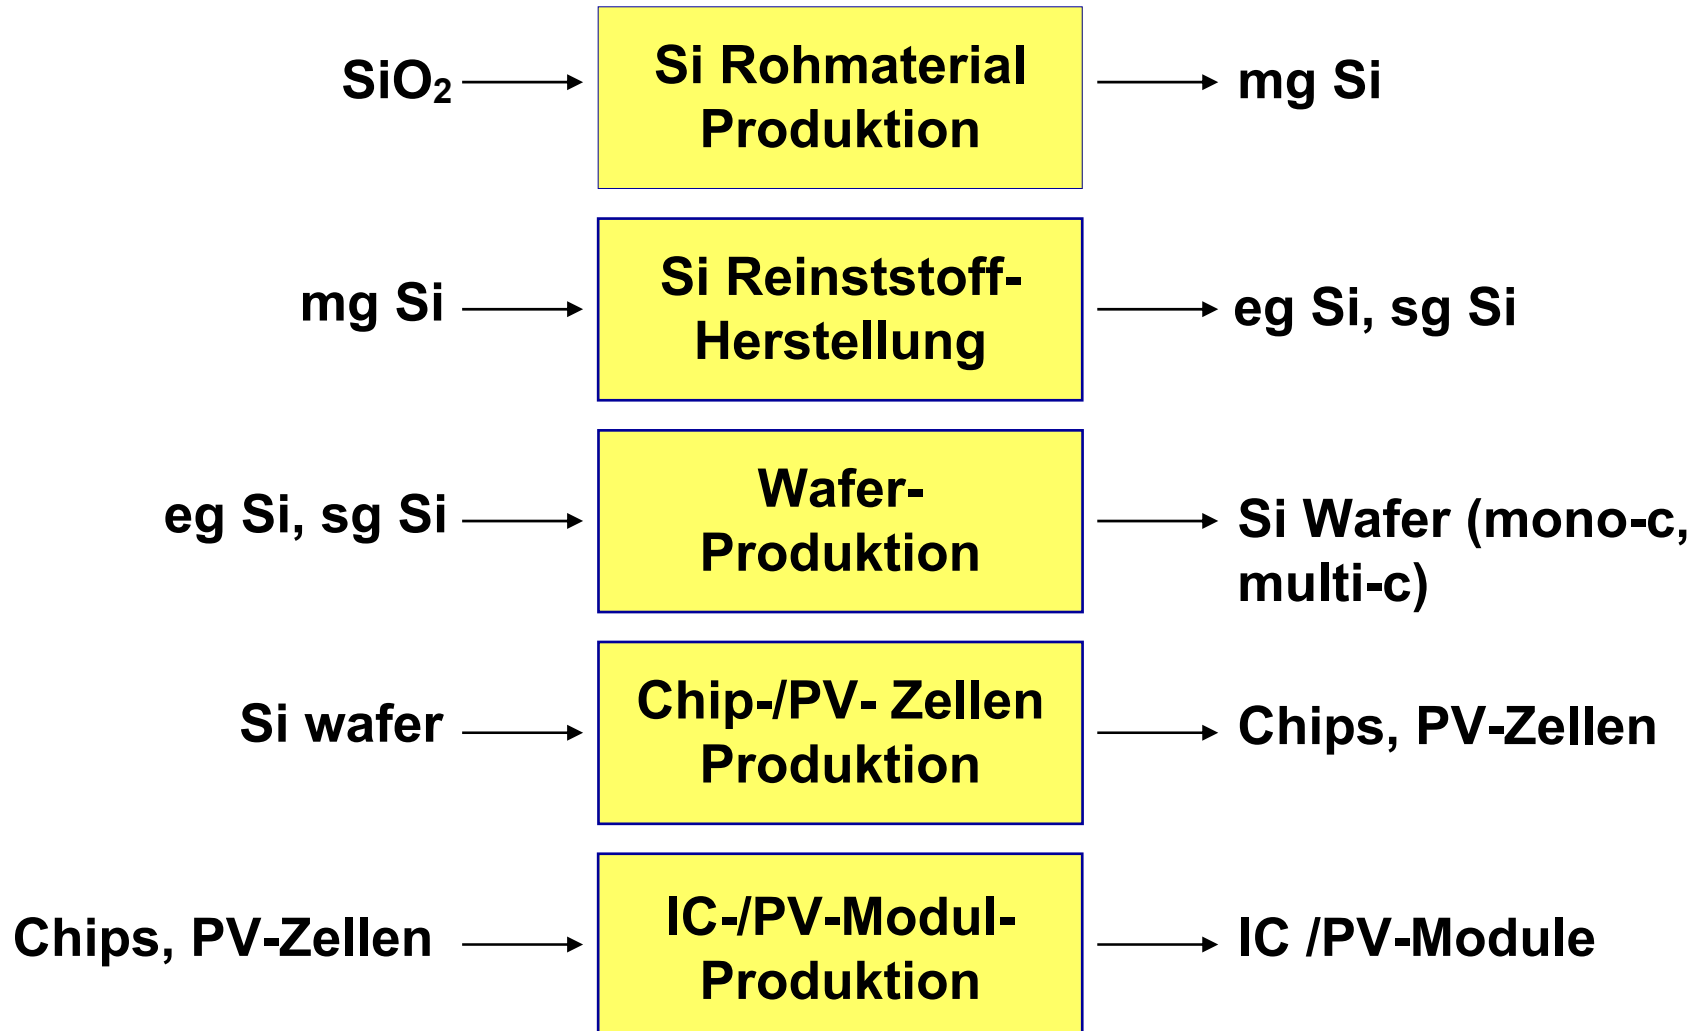 SiO₂
Si Rohmaterial
Produktion
mg Si
mg Si
Si Reinststoff-
Herstellung
eg Si, sg Si
eg Si, sg Si
Wafer-
Produktion
Si Wafer (mono-c,
multi-c)
Si wafer
Chip-/PV- Zellen
Produktion
Chips, PV-Zellen
Chips, PV-Zellen
IC-/PV-Modul-
Produktion
IC /PV-Module